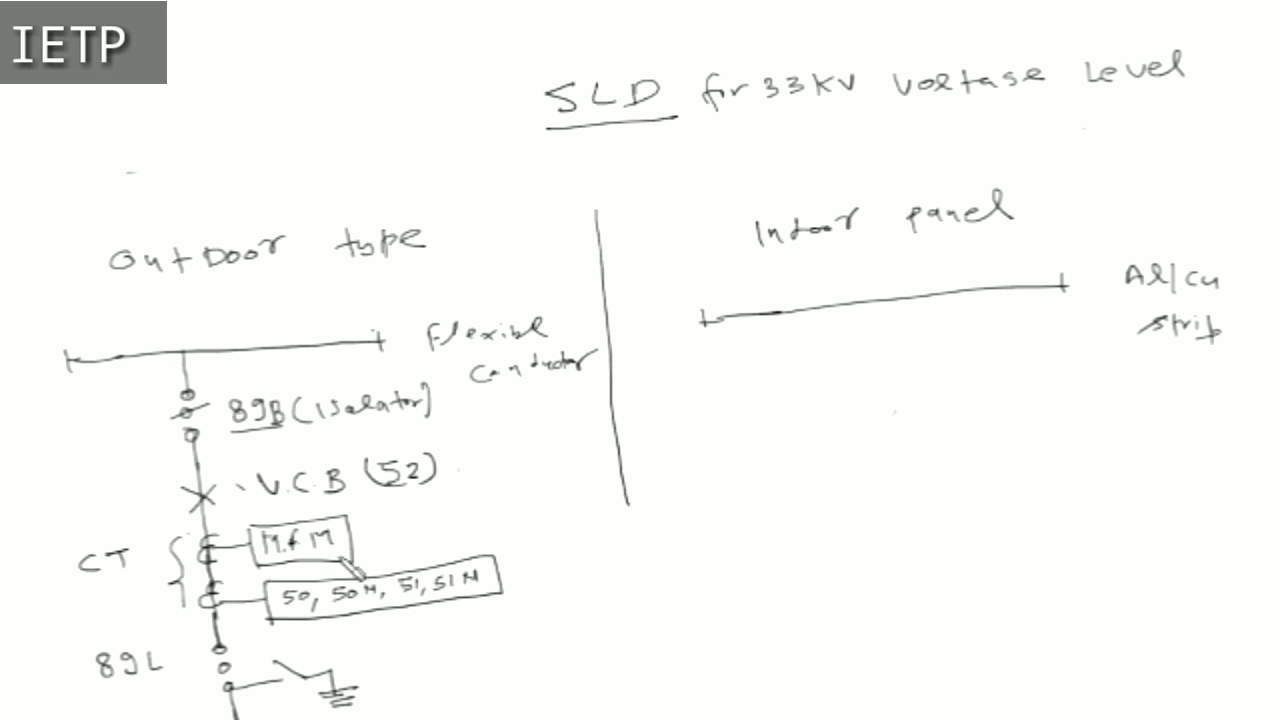 IETP
SLD for 33KV Voltage Level
OutDoor type
Flexible
Conductor
89B (Isolator)
V.C.B (52)
CT
M.f M
50, 50N, 51, 51N
89L
Indoor panel
Al/Cu
strip